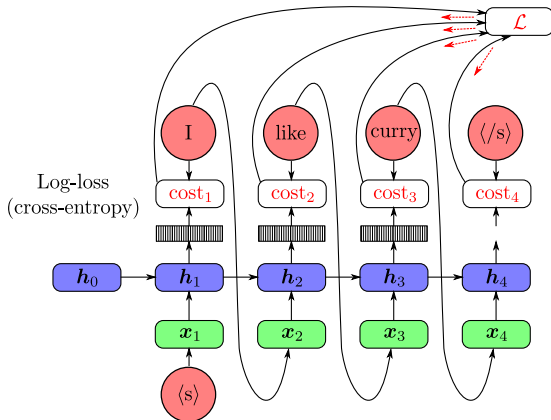 ℒ
I like curry ⟨/s⟩
Log-loss
(cross-entropy)
cost₁ cost₂ cost₃ cost₄
h₀ h₁ h₂ h₃ h₄
x₁ x₂ x₃ x₄
⟨s⟩